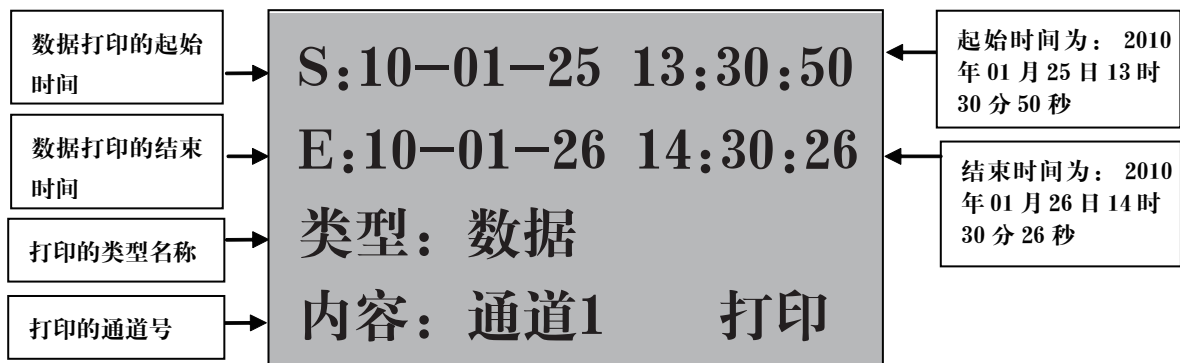 数据打印的起始
时间
数据打印的结束
时间
打印的类型名称
打印的通道号
S:10-01-25 13:30:50
E:10-01-26 14:30:26
类型：数据
内容：通道1 打印
起始时间为： 2010
年 01 月 25 日 13 时
30 分 50 秒
结束时间为： 2010
年 01 月 26 日 14 时
30 分 26 秒